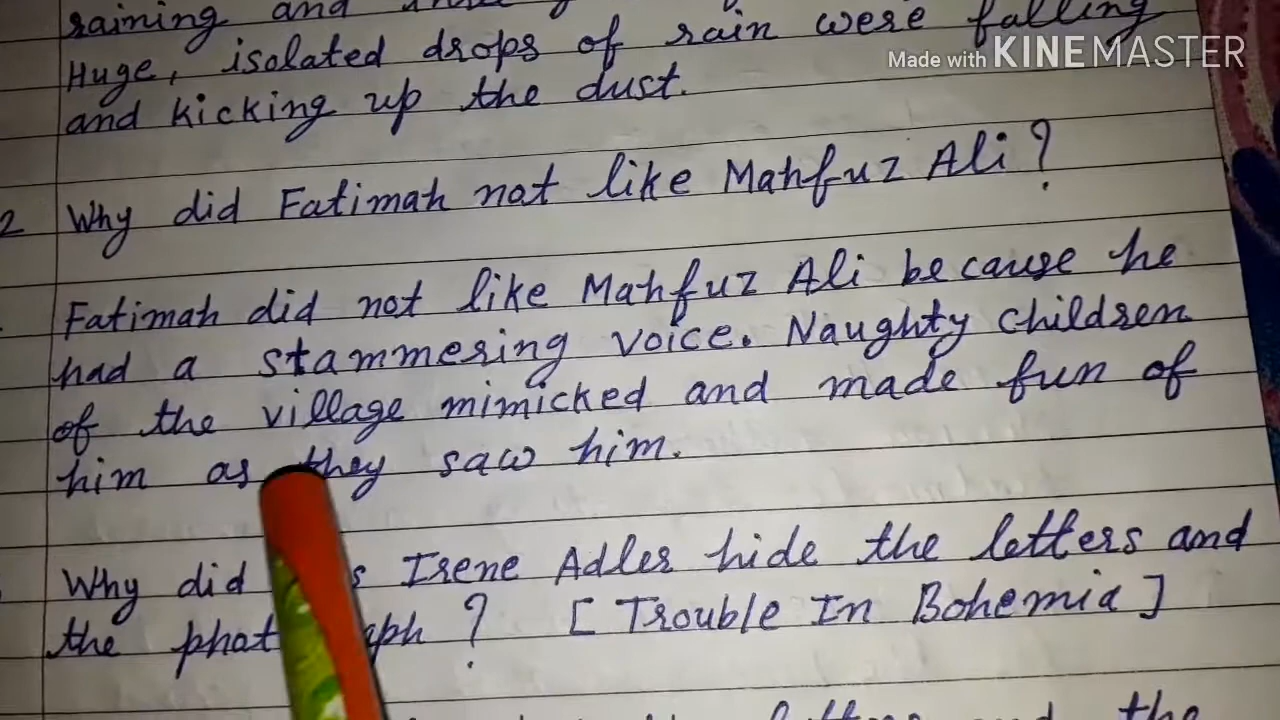 raining and
Huge, isolated drops of rain were falling
Made with KINEMASTER
and kicking up the dust.
2 Why did Fatimah not like Mahfuz Ali?
Fatimah did not like Mahfuz Ali because he
had a stammering voice. Naughty children
of the village mimicked and made fun of
him as they saw him.
Why did Irene Adler hide the letters and
the ? [Trouble In Bohemia]
and the